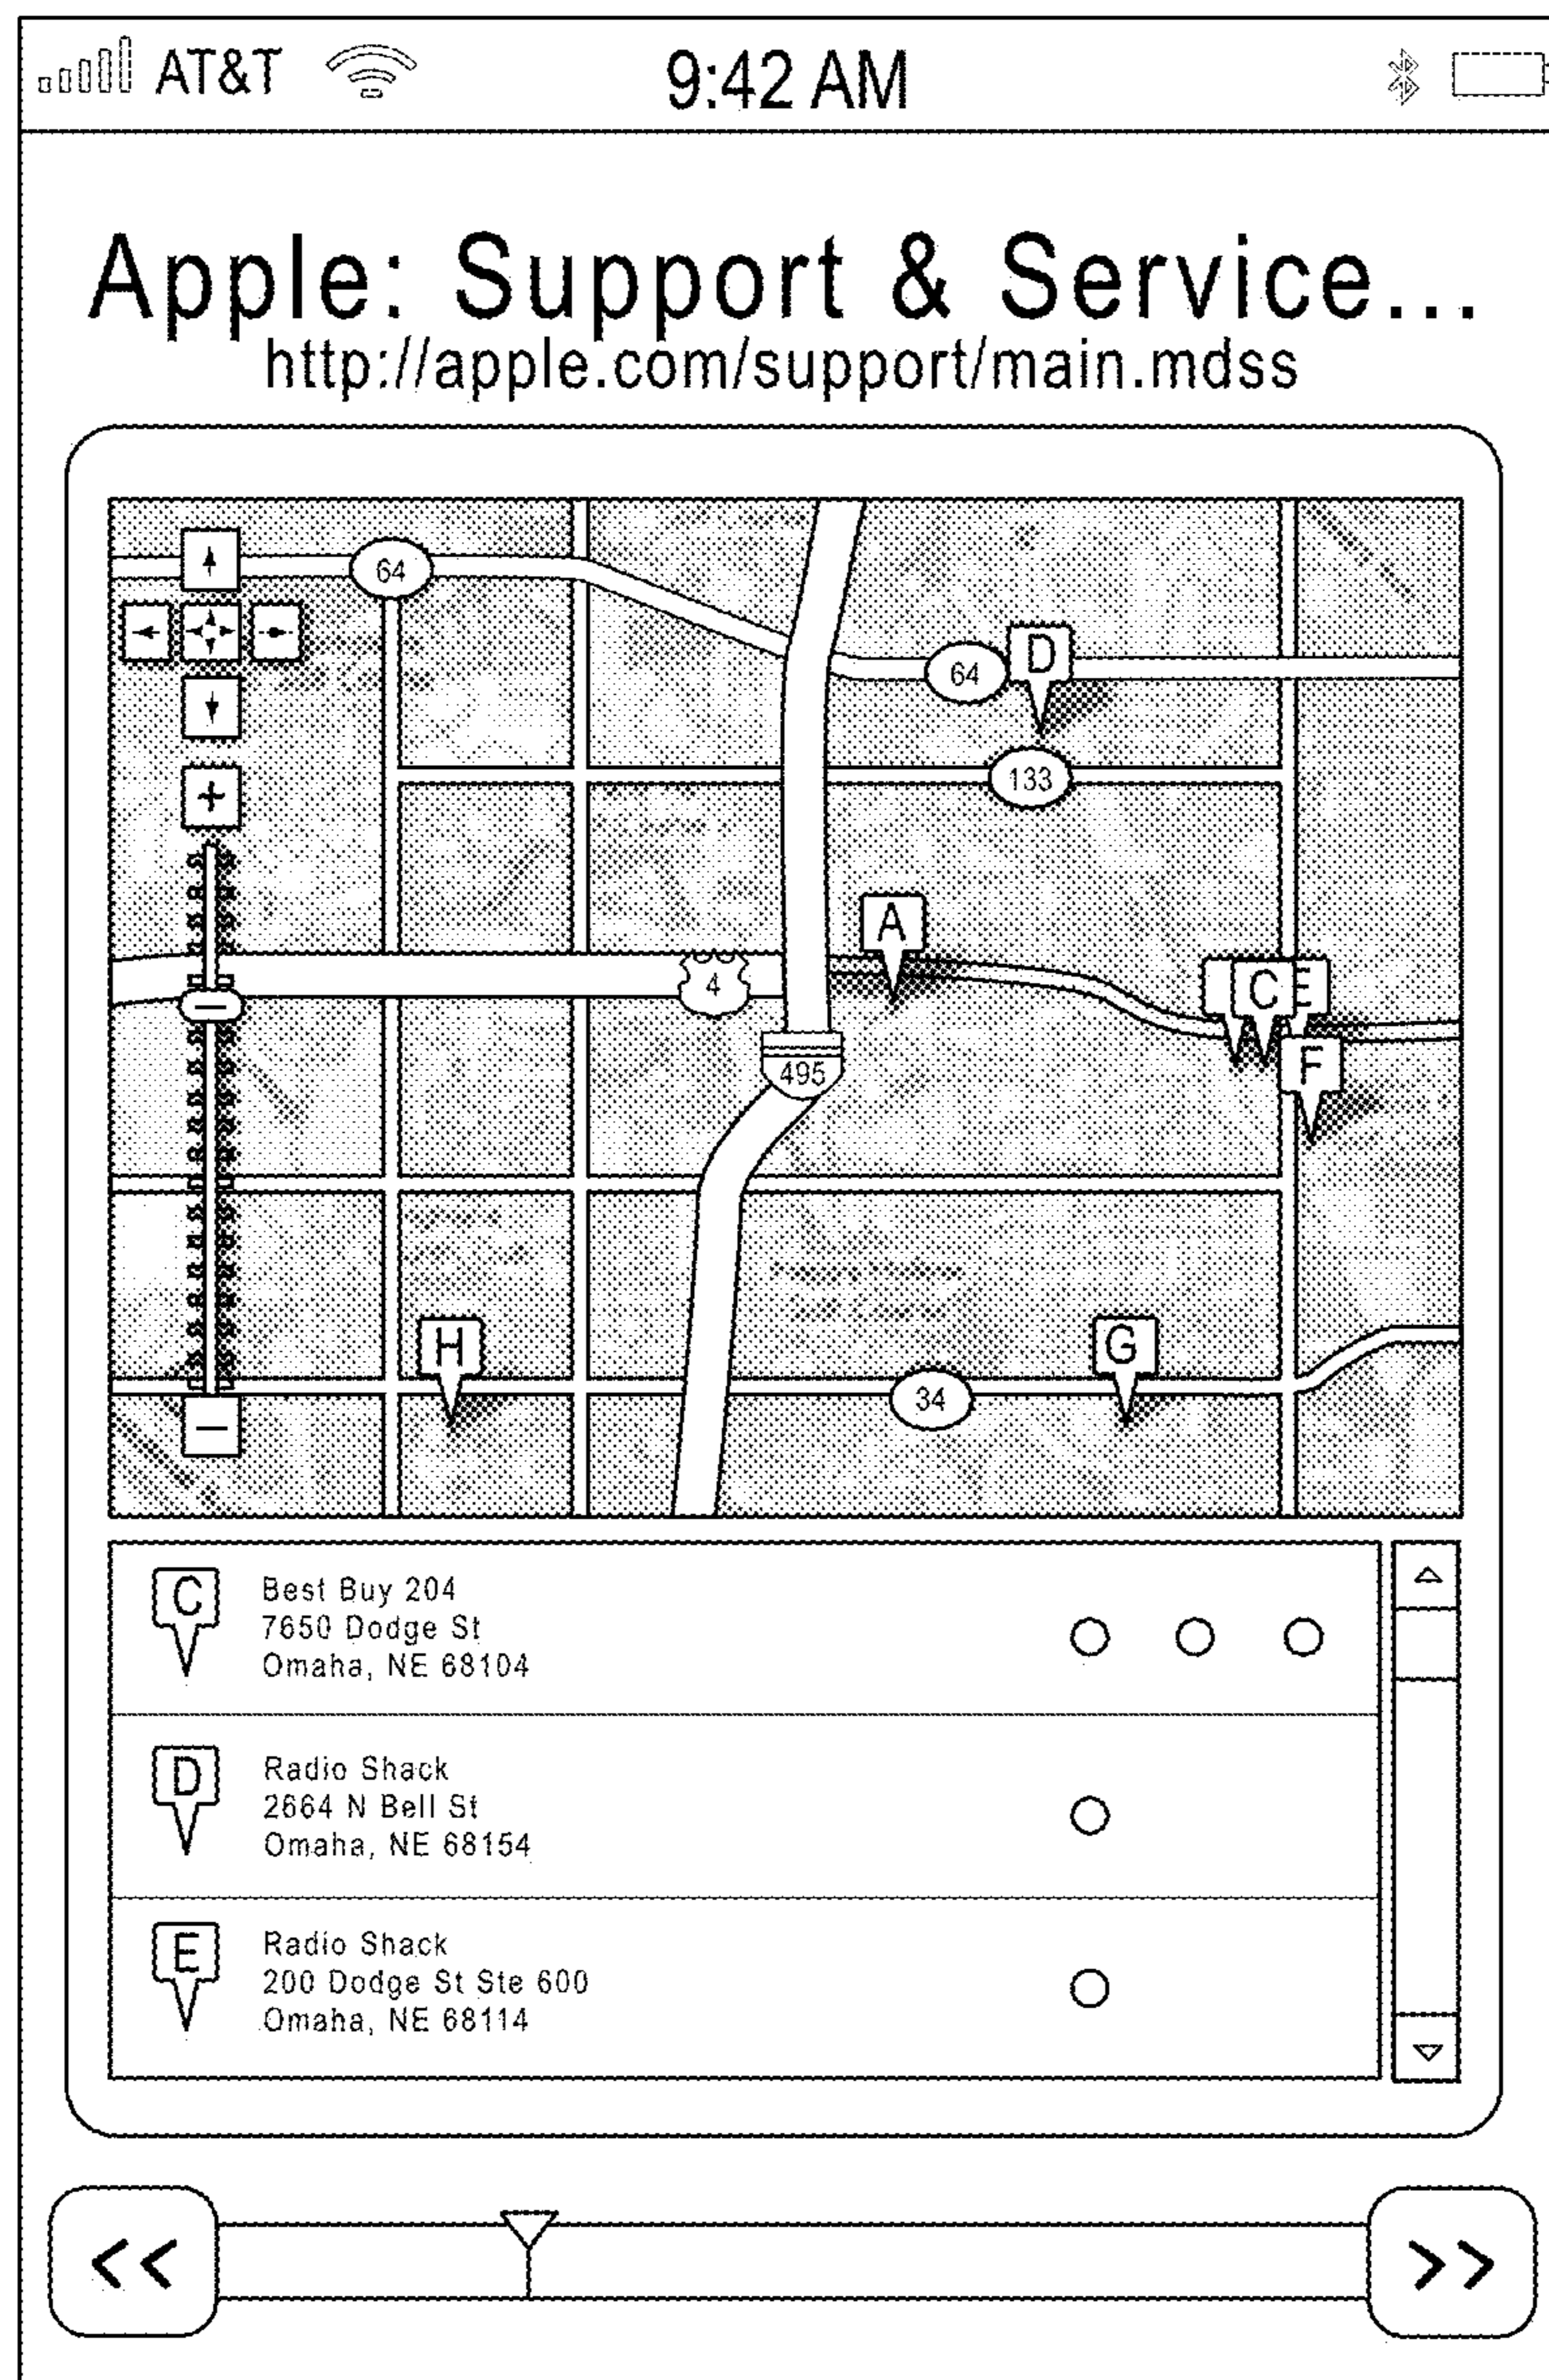 AT&T 9:42 AM
Apple: Support & Service...
http://apple.com/support/main.mdss
64
64
D
133
+
A
4
C E
495
F
H
G
34
C
Best Buy 204
7650 Dodge St
Omaha, NE 68104
D
Radio Shack
2664 N Bell St
Omaha, NE 68154
E
Radio Shack
200 Dodge St Ste 600
Omaha, NE 68114
<< >>